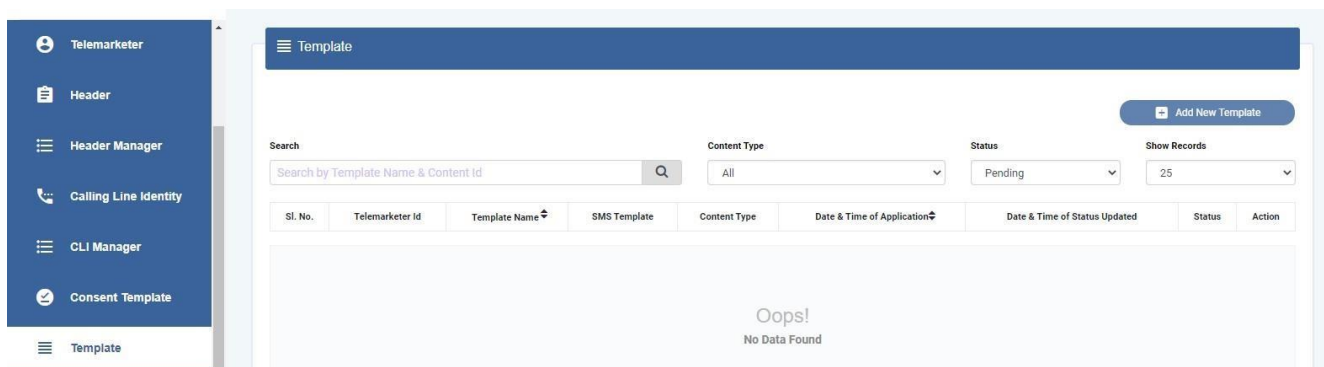 Telemarketer
Header
Header Manager
Calling Line Identity
CLI Manager
Consent Template
Template
Template
Add New Template
Search Content Type Status Show Records
Search by Template Name & Content Id All Pending 25
Sl. No. Telemarketer Id Template Name SMS Template Content Type Date & Time of Application Date & Time of Status Updated Status Action
Oops!
No Data Found